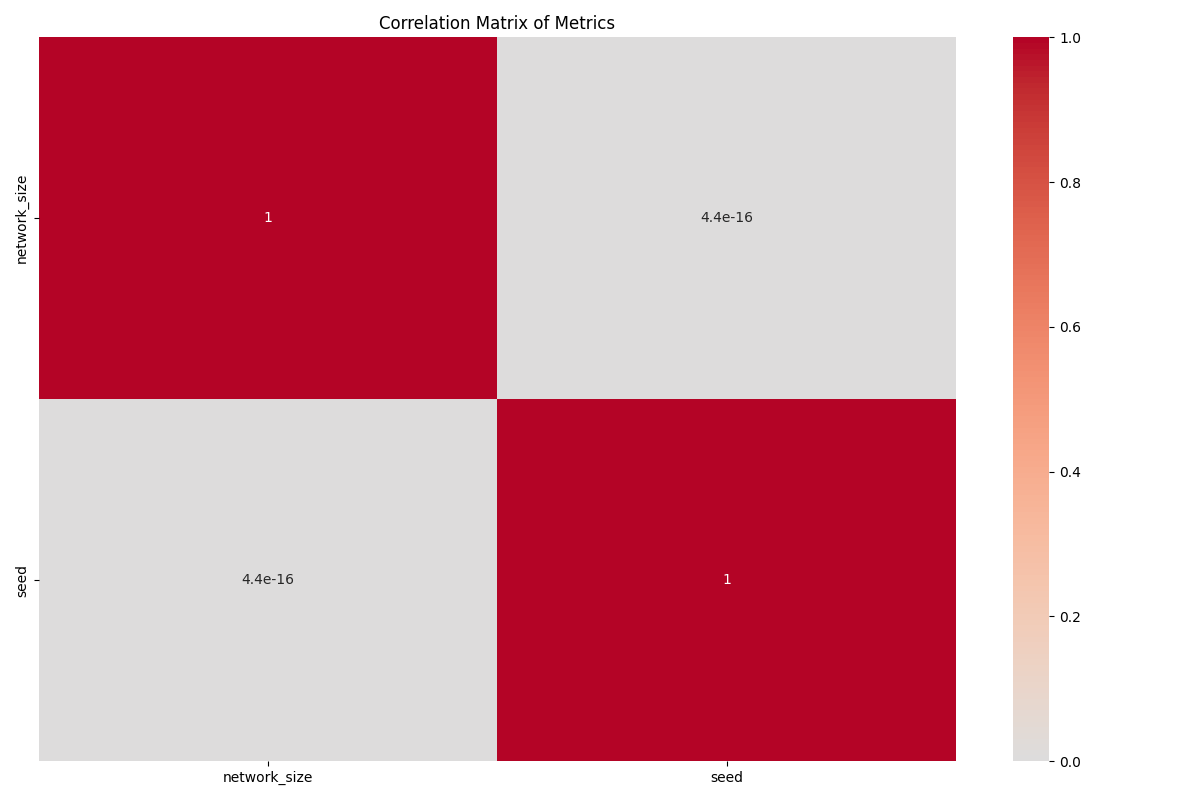 Correlation Matrix of Metrics
network_size
1
4.4e-16
seed
4.4e-16
1
network_size
seed
1.0
0.8
0.6
0.4
0.2
0.0